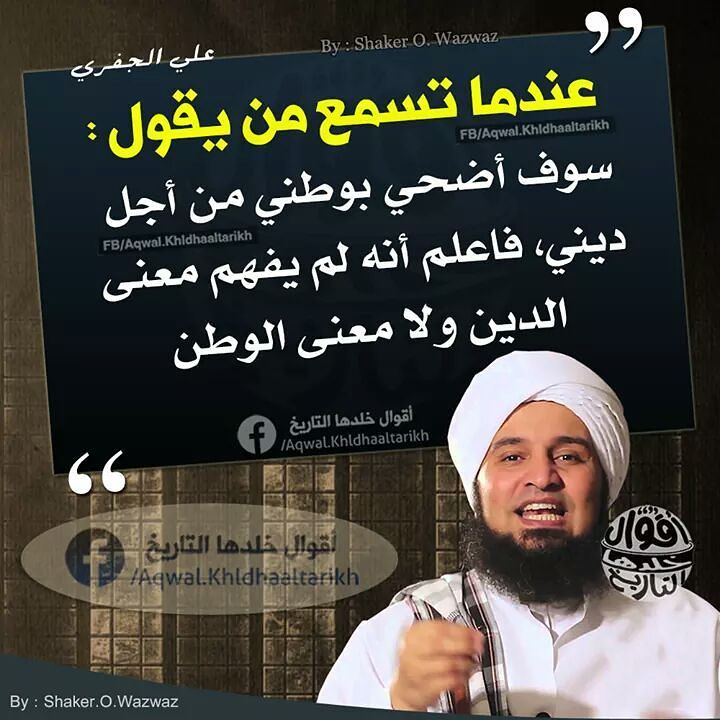 By : Shaker O. Wazwaz
علي الجفري
عندما تسمع من يقول :
FB/Aqwal.Khldhaaltarikh
سوف أضحي بوطني من أجل
FB/Aqwal.Khldhaaltarikh
ديني، فاعلم أنه لم يفهم معنى
الدين ولا معنى الوطن
أقوال خلدها التاريخ
/Aqwal.Khldhaaltarikh
أقوال خلدها التاريخ
/Aqwal.Khldhaaltarikh
أقوال
خلدها
التاريخ
By : Shaker.O.Wazwaz